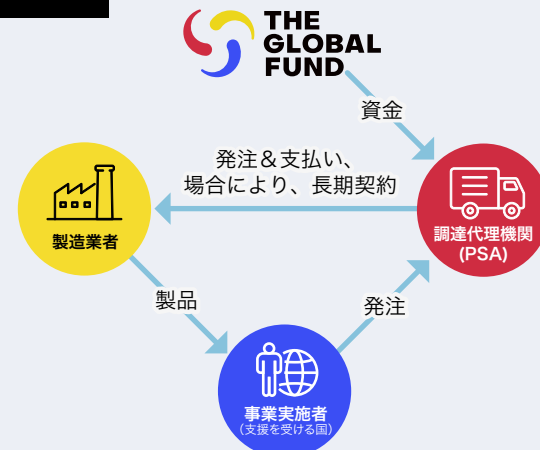 THE
GLOBAL
FUND
資金
発注＆支払い、
場合により、長期契約
製造業者
調達代理機関
(PSA)
製品
発注
事業実施者
（支援を受ける国）